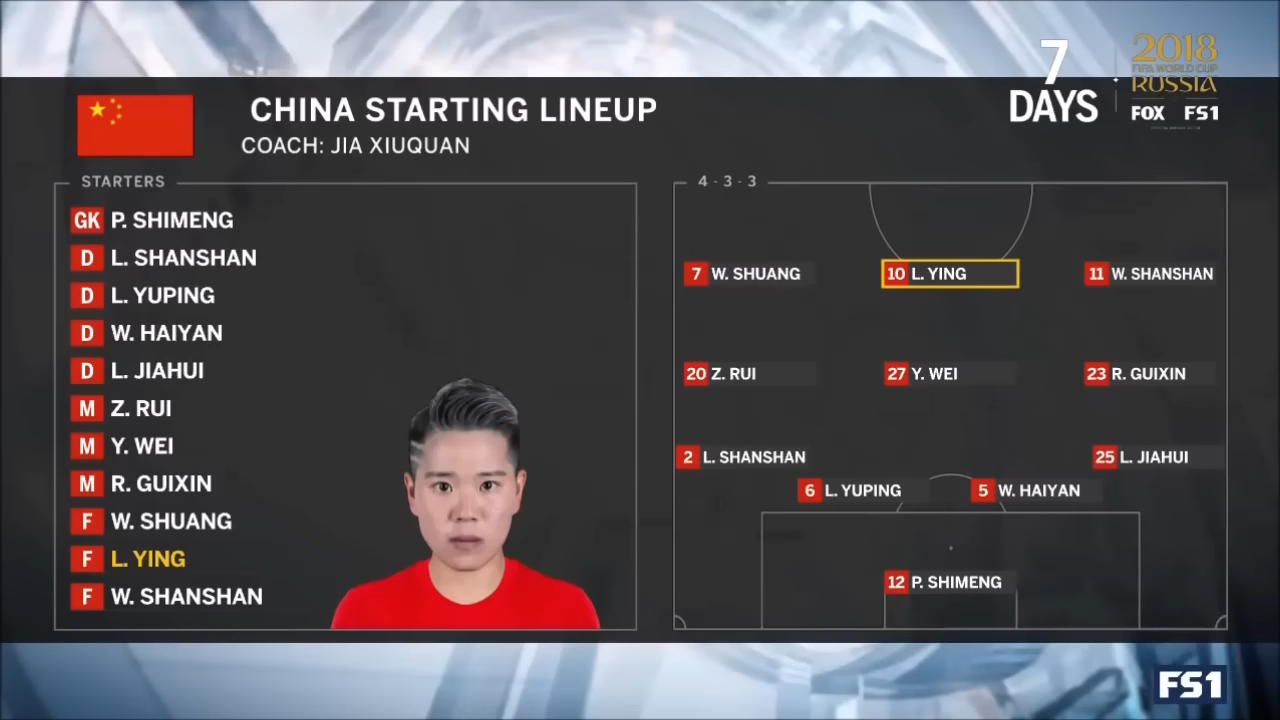 7
DAYS
2018
FIFA WORLD CUP
RUSSIA
FOX FS1
CHINA STARTING LINEUP
COACH: JIA XIUQUAN
STARTERS
GK P. SHIMENG
D L. SHANSHAN
D L. YUPING
D W. HAIYAN
D L. JIAHUI
M Z. RUI
M Y. WEI
M R. GUIXIN
F W. SHUANG
F L. YING
F W. SHANSHAN
4-3-3
7 W. SHUANG
10 L. YING
11 W. SHANSHAN
20 Z. RUI
27 Y. WEI
23 R. GUIXIN
2 L. SHANSHAN
25 L. JIAHUI
6 L. YUPING
5 W. HAIYAN
12 P. SHIMENG
FS1